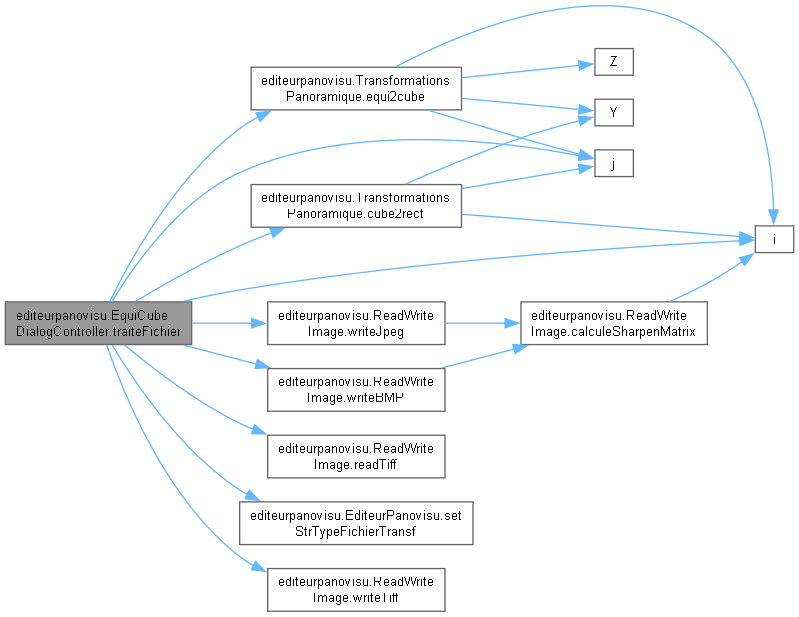 editeurpanovisu.Transformations
Panoramique.equi2cube
Z
Y
j
editeurpanovisu.Transformations
Panoramique.cube2rect
i
editeurpanovisu.EquiCube
DialogController.traiteFichier
editeurpanovisu.ReadWrite
Image.writeJpeg
editeurpanovisu.ReadWrite
Image.calculeSharpenMatrix
editeurpanovisu.ReadWrite
Image.writeBMP
editeurpanovisu.ReadWrite
Image.readTiff
editeurpanovisu.EditeurPanovisu.set
StrTypeFichierTransf
editeurpanovisu.ReadWrite
Image.writeTiff